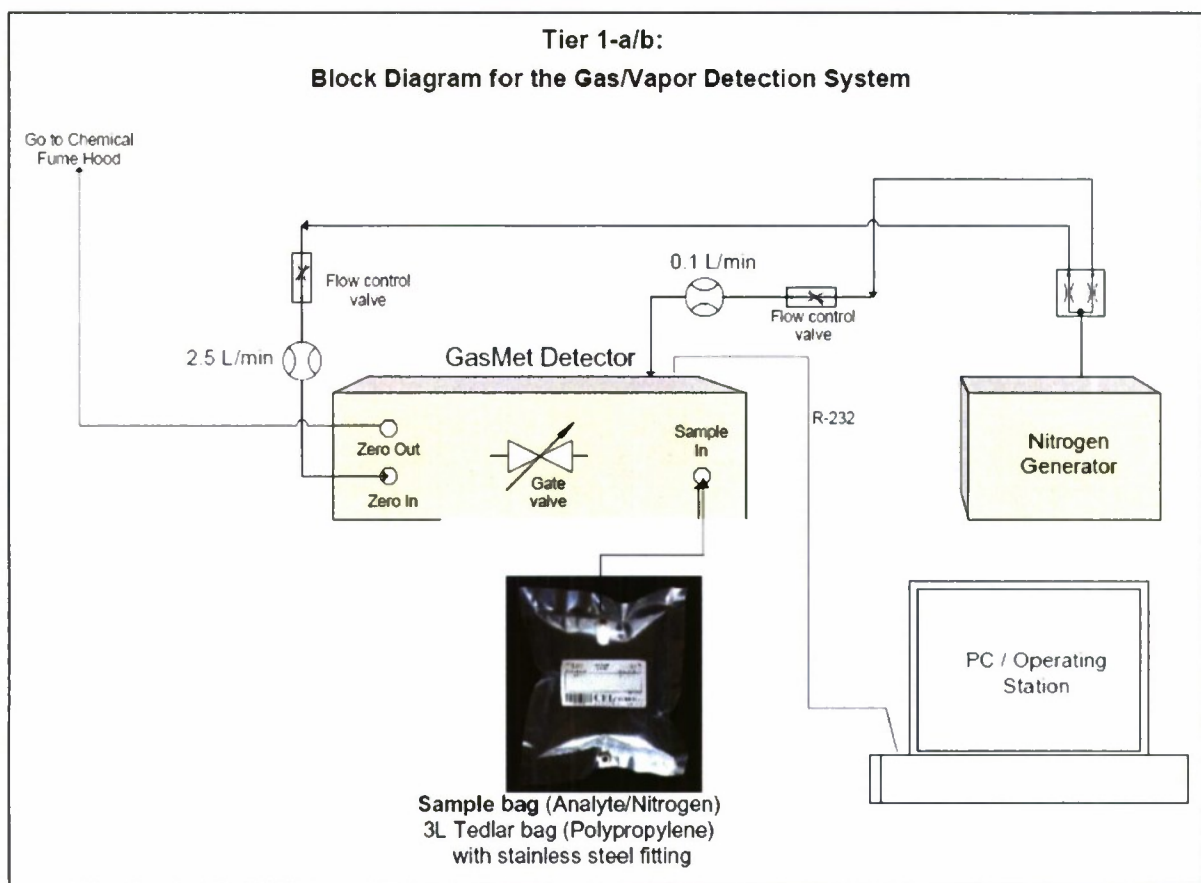 Tier 1-a/b:
Block Diagram for the Gas/Vapor Detection System
Go to Chemical
Fume Hood
Flow control
valve
0.1 L/min
Flow control
valve
2.5 L/min
GasMet Detector
R-232
Zero Out
Zero In
Gate
valve
Sample
In
Nitrogen
Generator
PC / Operating
Station
Sample bag (Analyte/Nitrogen)
3L Tedlar bag (Polypropylene)
with stainless steel fitting